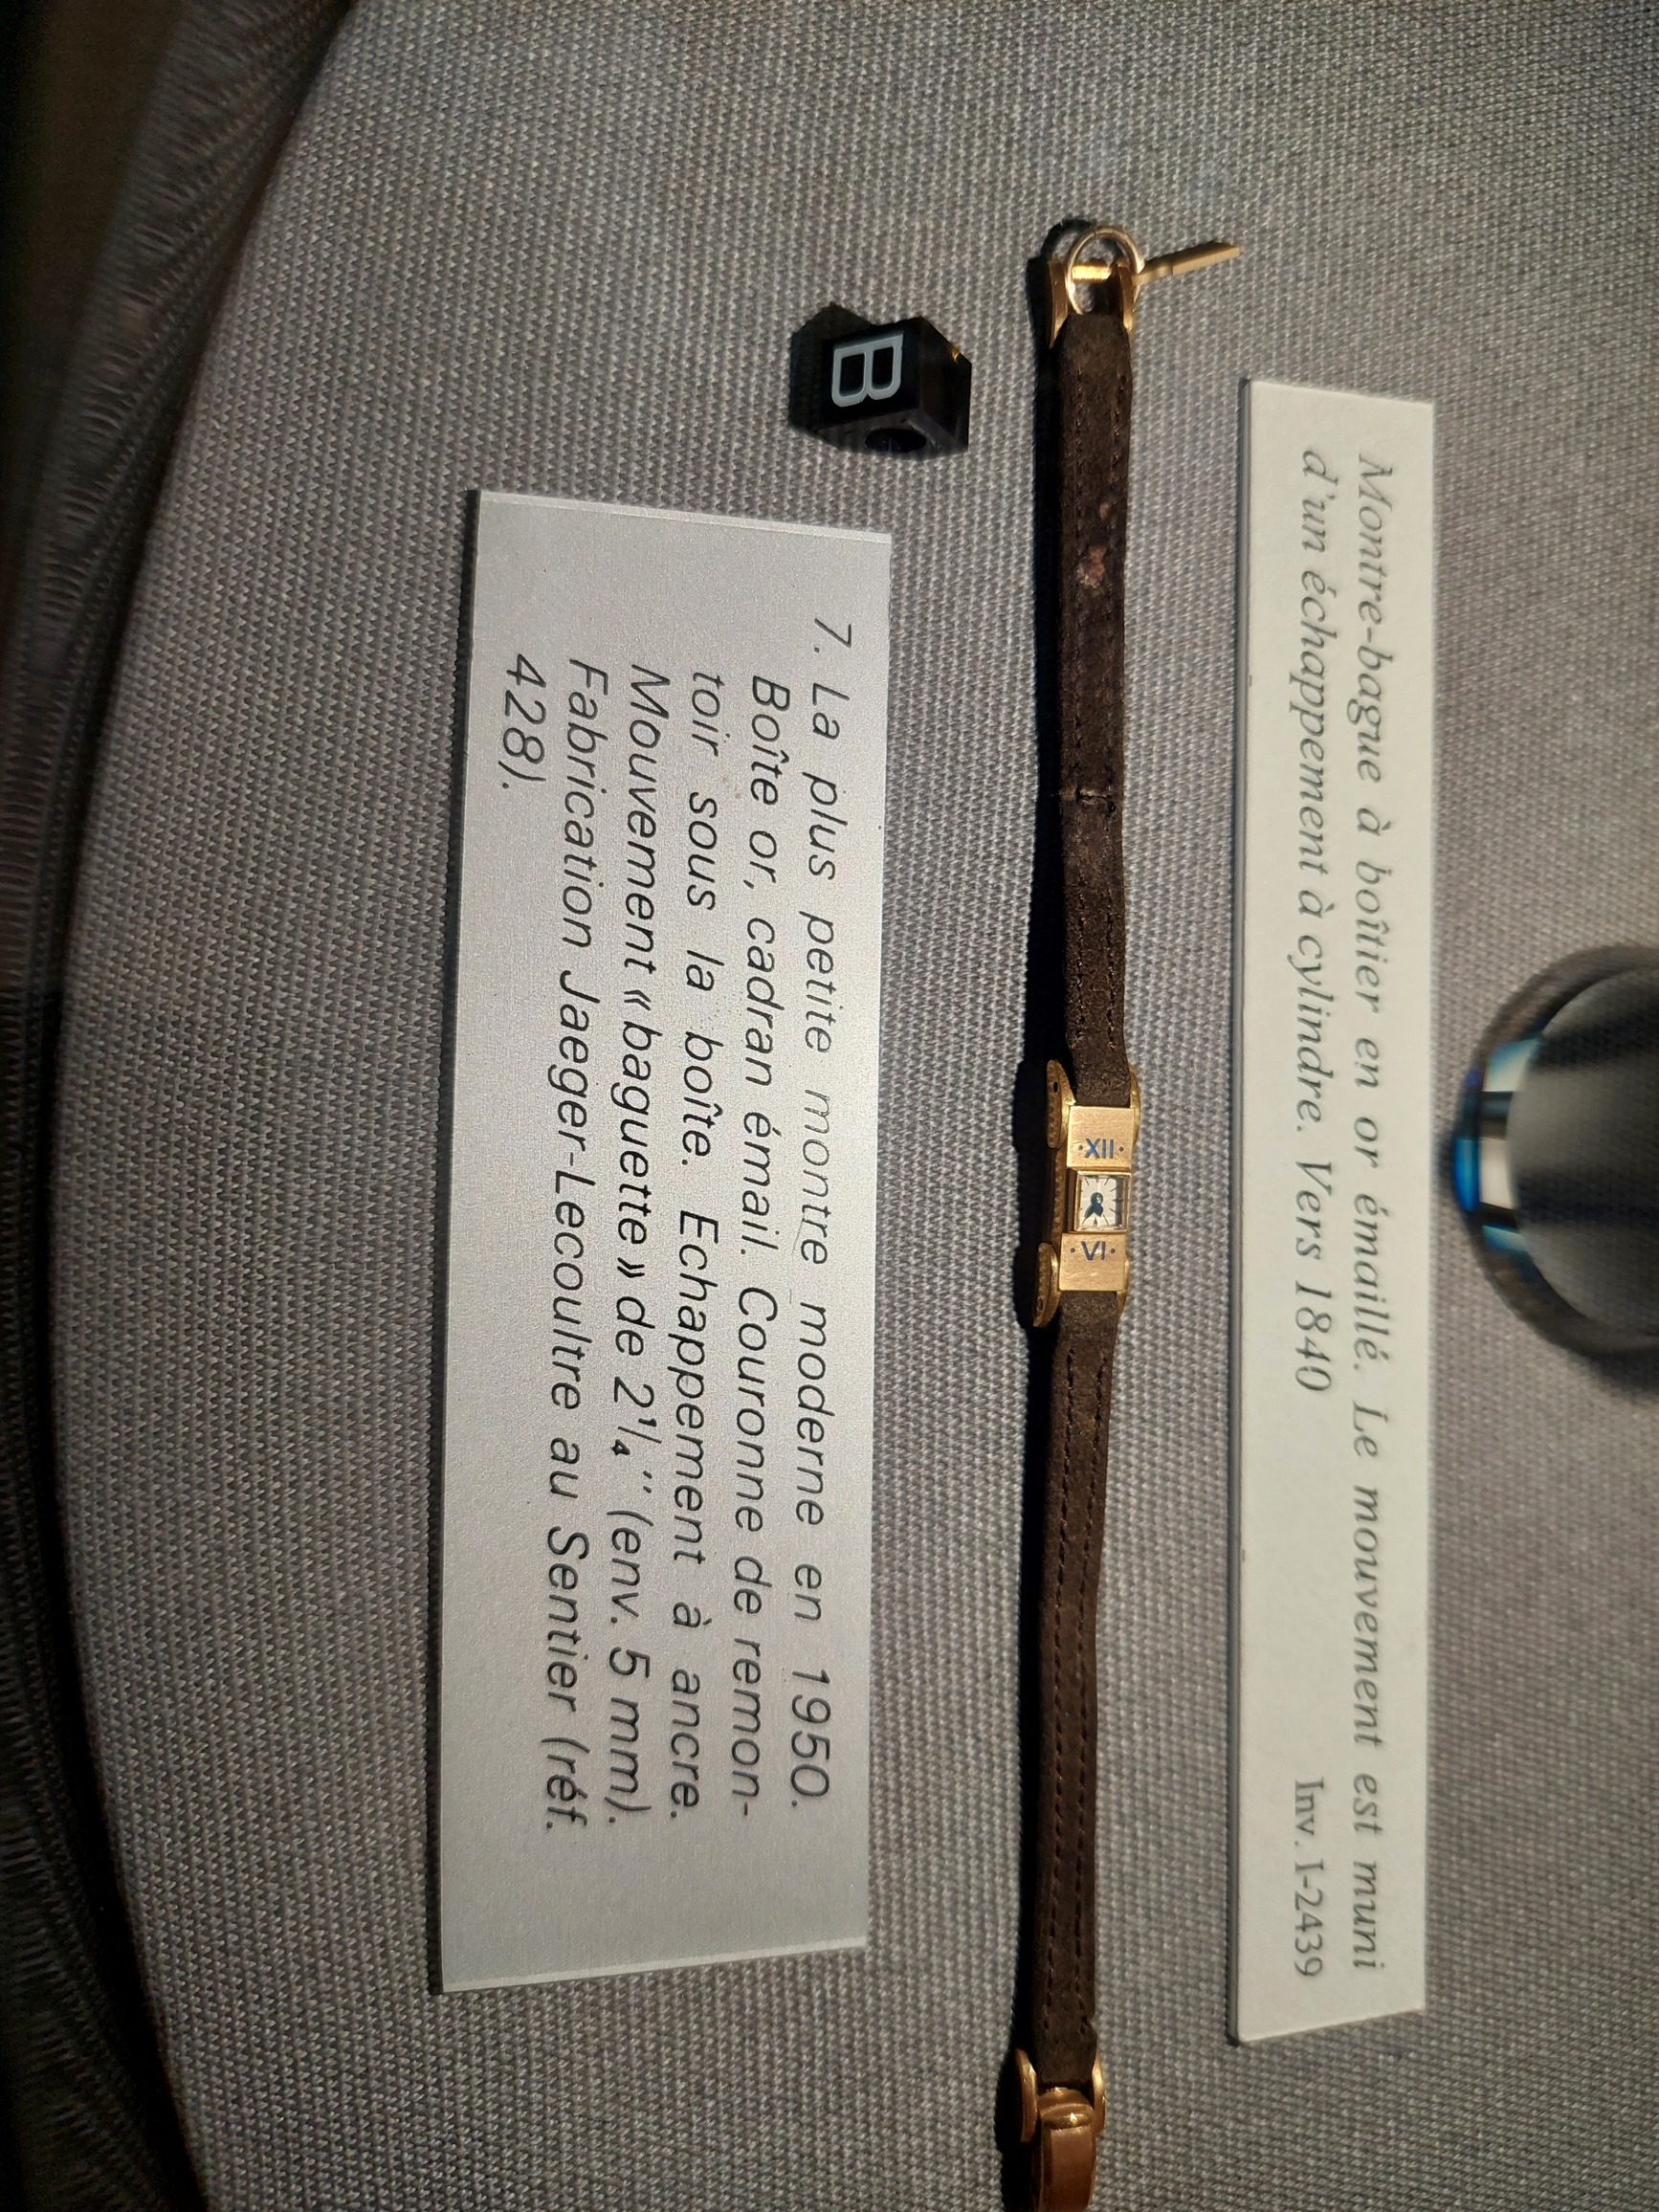 Montre-bague à boîtier en or émaillé. Le mouvement est muni
d'un échappement à cylindre. Vers 1840 Inv. I-2439
·XII·
·VI·
B
7. La plus petite montre moderne en 1950.
Boîte or, cadran émail. Couronne de remon-
toir sous la boîte. Echappement à ancre.
Mouvement «baguette» de 2¼''' (env. 5 mm).
Fabrication Jaeger-Lecoultre au Sentier (réf.
428).